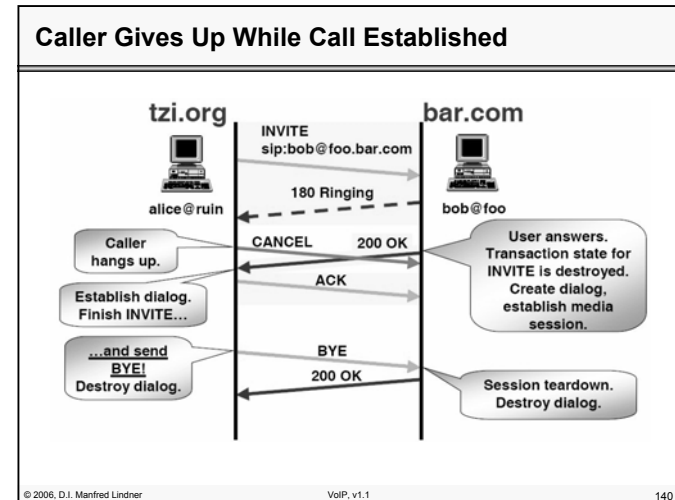 Caller Gives Up While Call Established
tzi.org
bar.com
INVITE
sip:bob@foo.bar.com
180 Ringing
alice@ruin
bob@foo
Caller
hangs up.
CANCEL
200 OK
User answers.
Transaction state for
INVITE is destroyed.
Create dialog,
establish media
session.
Establish dialog.
Finish INVITE…
ACK
…and send
BYE!
Destroy dialog.
BYE
200 OK
Session teardown.
Destroy dialog.
© 2006, D.I. Manfred Lindner
VoIP, v1.1
140